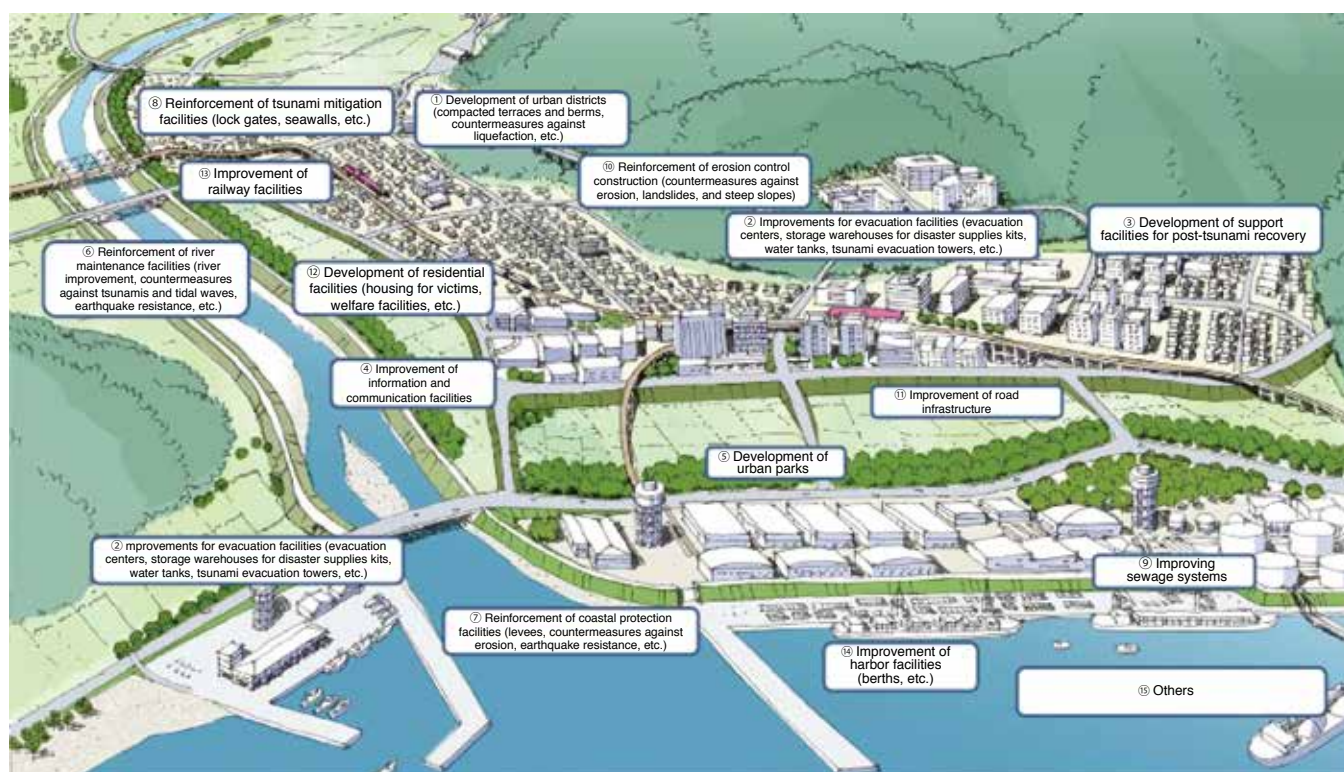 ⑧ Reinforcement of tsunami mitigation
facilities (lock gates, seawalls, etc.)
① Development of urban districts
(compacted terraces and berms,
countermeasures against
liquefaction, etc.)
⑬ Improvement of
railway facilities
⑩ Reinforcement of erosion control
construction (countermeasures against
erosion, landslides, and steep slopes)
② Improvements for evacuation facilities (evacuation
centers, storage warehouses for disaster supplies kits,
water tanks, tsunami evacuation towers, etc.)
③ Development of support
facilities for post-tsunami recovery
⑥ Reinforcement of river
maintenance facilities (river
improvement, countermeasures
against tsunamis and tidal waves,
earthquake resistance, etc.)
⑫ Development of residential
facilities (housing for victims,
welfare facilities, etc.)
④ Improvement of
information and
communication facilities
⑪ Improvement of road
infrastructure
⑤ Development of
urban parks
② mprovements for evacuation facilities (evacuation
centers, storage warehouses for disaster supplies kits,
water tanks, tsunami evacuation towers, etc.)
⑨ Improving
sewage systems
⑦ Reinforcement of coastal protection
facilities (levees, countermeasures against
erosion, earthquake resistance, etc.)
⑭ Improvement of
harbor facilities
(berths, etc.)
⑮ Others